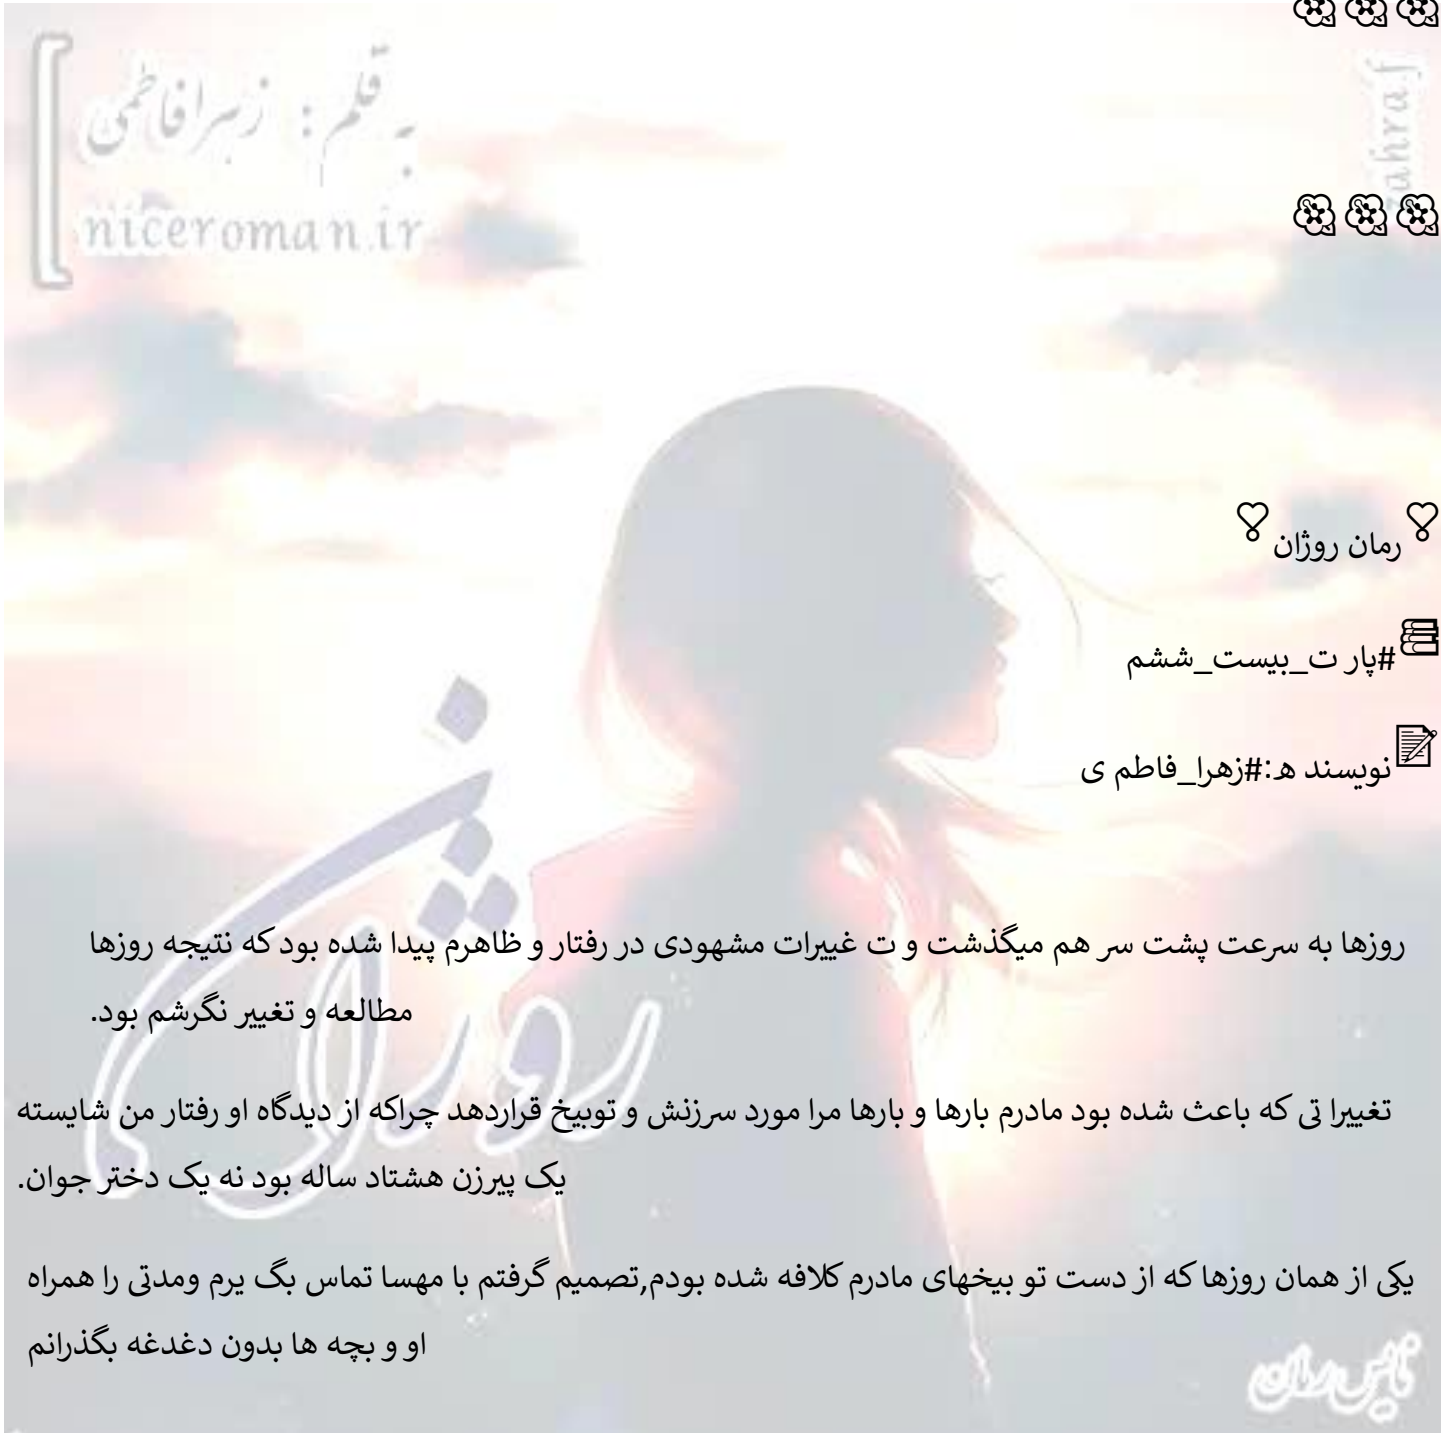 به قلم : زهرا فاطمی
niceroman.ir
zahra f
رمان روژان
#پار ت_بیست_ششم
نویسند ه:#زهرا_فاطم ی
روزها به سرعت پشت سر هم میگذشت و ت غییرات مشهودی در رفتار و ظاهرم پیدا شده بود که نتیجه روزها
مطالعه و تغییر نگرشم بود.
تغییرا تی که باعث شده بود مادرم بارها و بارها مرا مورد سرزنش و توبیخ قراردهد چراکه از دیدگاه او رفتار من شایسته
یک پیرزن هشتاد ساله بود نه یک دختر جوان.
یکی از همان روزها که از دست تو بیخهای مادرم کلافه شده بودم,تصمیم گرفتم با مهسا تماس بگ یرم ومدتی را همراه
او و بچه ها بدون دغدغه بگذرانم
روژان
نایس رمان